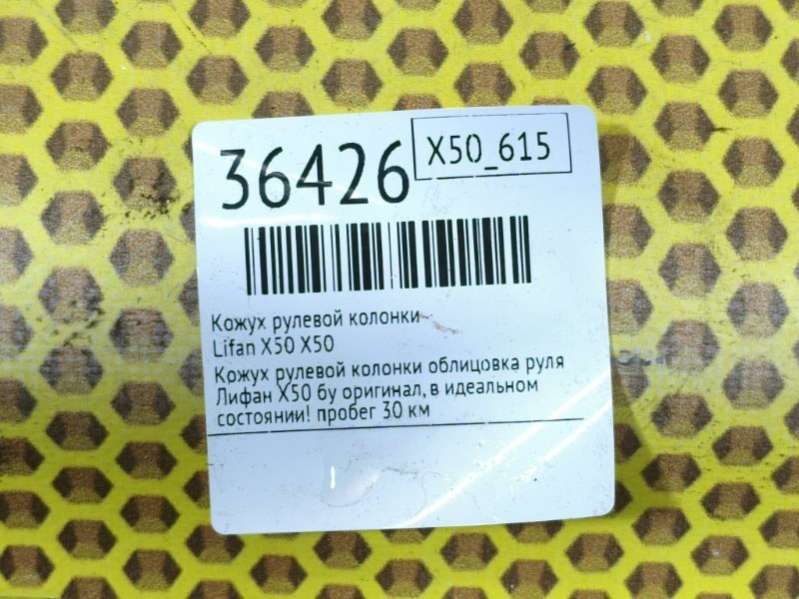 36426
X50_615
Кожух рулевой колонки
Lifan X50 X50
Кожух рулевой колонки облицовка руля
Лифан X50 бу оригинал, в идеальном
состоянии! пробег 30 км